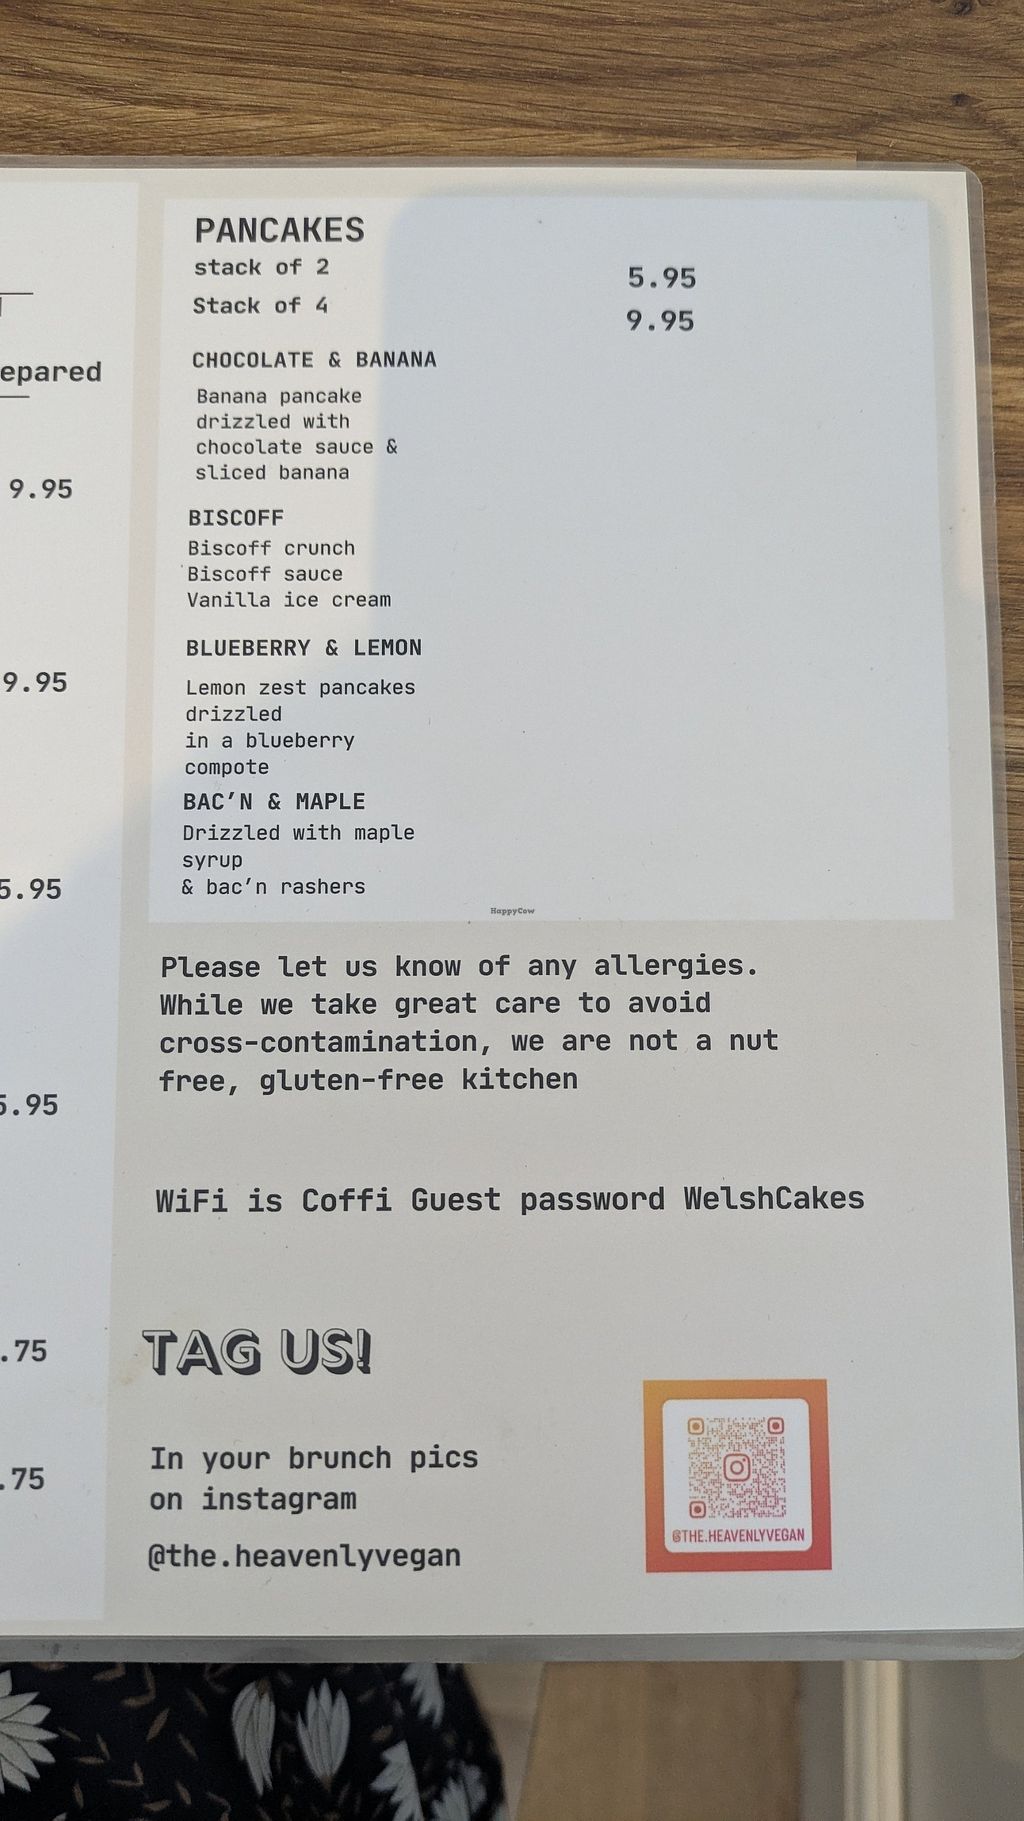 epared
9.95
9.95
5.95
5.95
.75
.75
PANCAKES
stack of 2 5.95
Stack of 4 9.95
CHOCOLATE & BANANA
Banana pancake
drizzled with
chocolate sauce &
sliced banana
BISCOFF
Biscoff crunch
Biscoff sauce
Vanilla ice cream
BLUEBERRY & LEMON
Lemon zest pancakes
drizzled
in a blueberry
compote
BAC'N & MAPLE
Drizzled with maple
syrup
& bac'n rashers
HappyCow
Please let us know of any allergies.
While we take great care to avoid
cross-contamination, we are not a nut
free, gluten-free kitchen
WiFi is Coffi Guest password WelshCakes
TAG US!
In your brunch pics
on instagram
@the.heavenlyvegan
@THE.HEAVENLYVEGAN